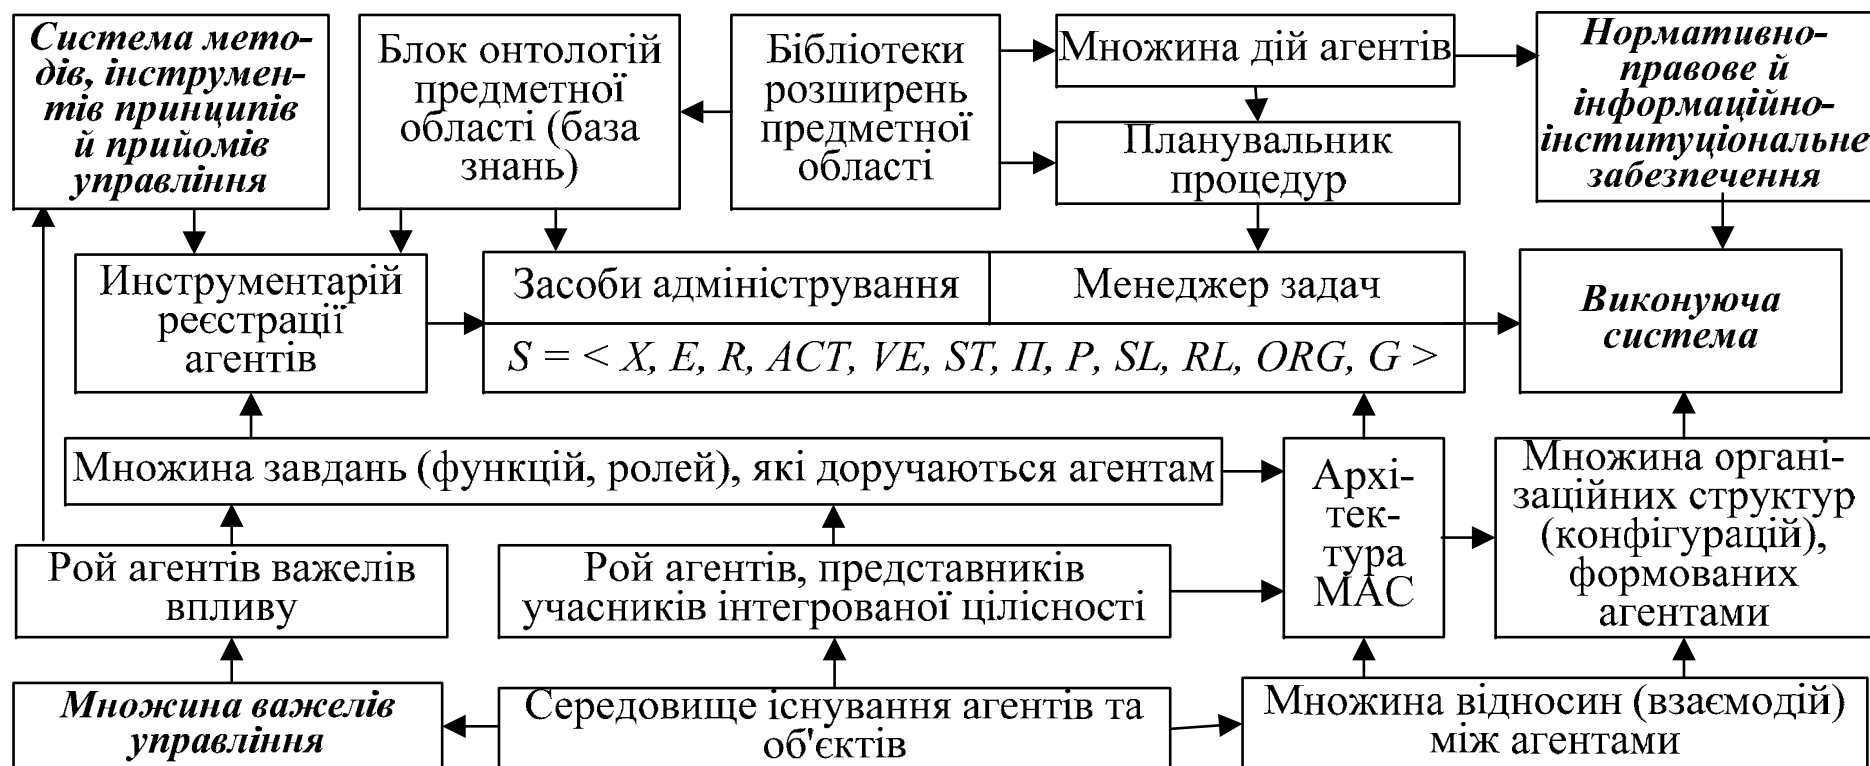 Система мето-
дів, інструмен-
тів принципів
й прийомів
управління
Блок онтологій
предметної
області (база
знань)
Бібліотеки
розширень
предметної
області
Множина дій агентів
Планувальник
процедур
Нормативно-
правове й
інформаційно-
інституціональне
забезпечення
Инструментарій
реєстрації
агентів
Засоби адміністрування
Менеджер задач
S = < X, E, R, ACT, VE, ST, П, P, SL, RL, ORG, G >
Виконуюча
система
Множина завдань (функцій, ролей), які доручаються агентам
Архі-
тек-
тура
МАС
Множина органі-
заційних структур
(конфігурацій),
формованих
агентами
Рой агентів важелів
впливу
Рой агентів, представників
учасників інтегрованої цілісності
Множина важелів
управління
Середовище існування агентів та
об'єктів
Множина відносин (взаємодій)
між агентами